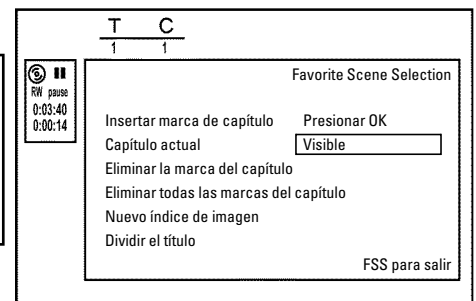 T C
1 1
RW pause
0:03:40
0:00:14
Favorite Scene Selection
Insertar marca de capítulo Presionar OK
Capítulo actual Visible
Eliminar la marca del capítulo
Eliminar todas las marcas del capítulo
Nuevo índice de imagen
Dividir el título
FSS para salir